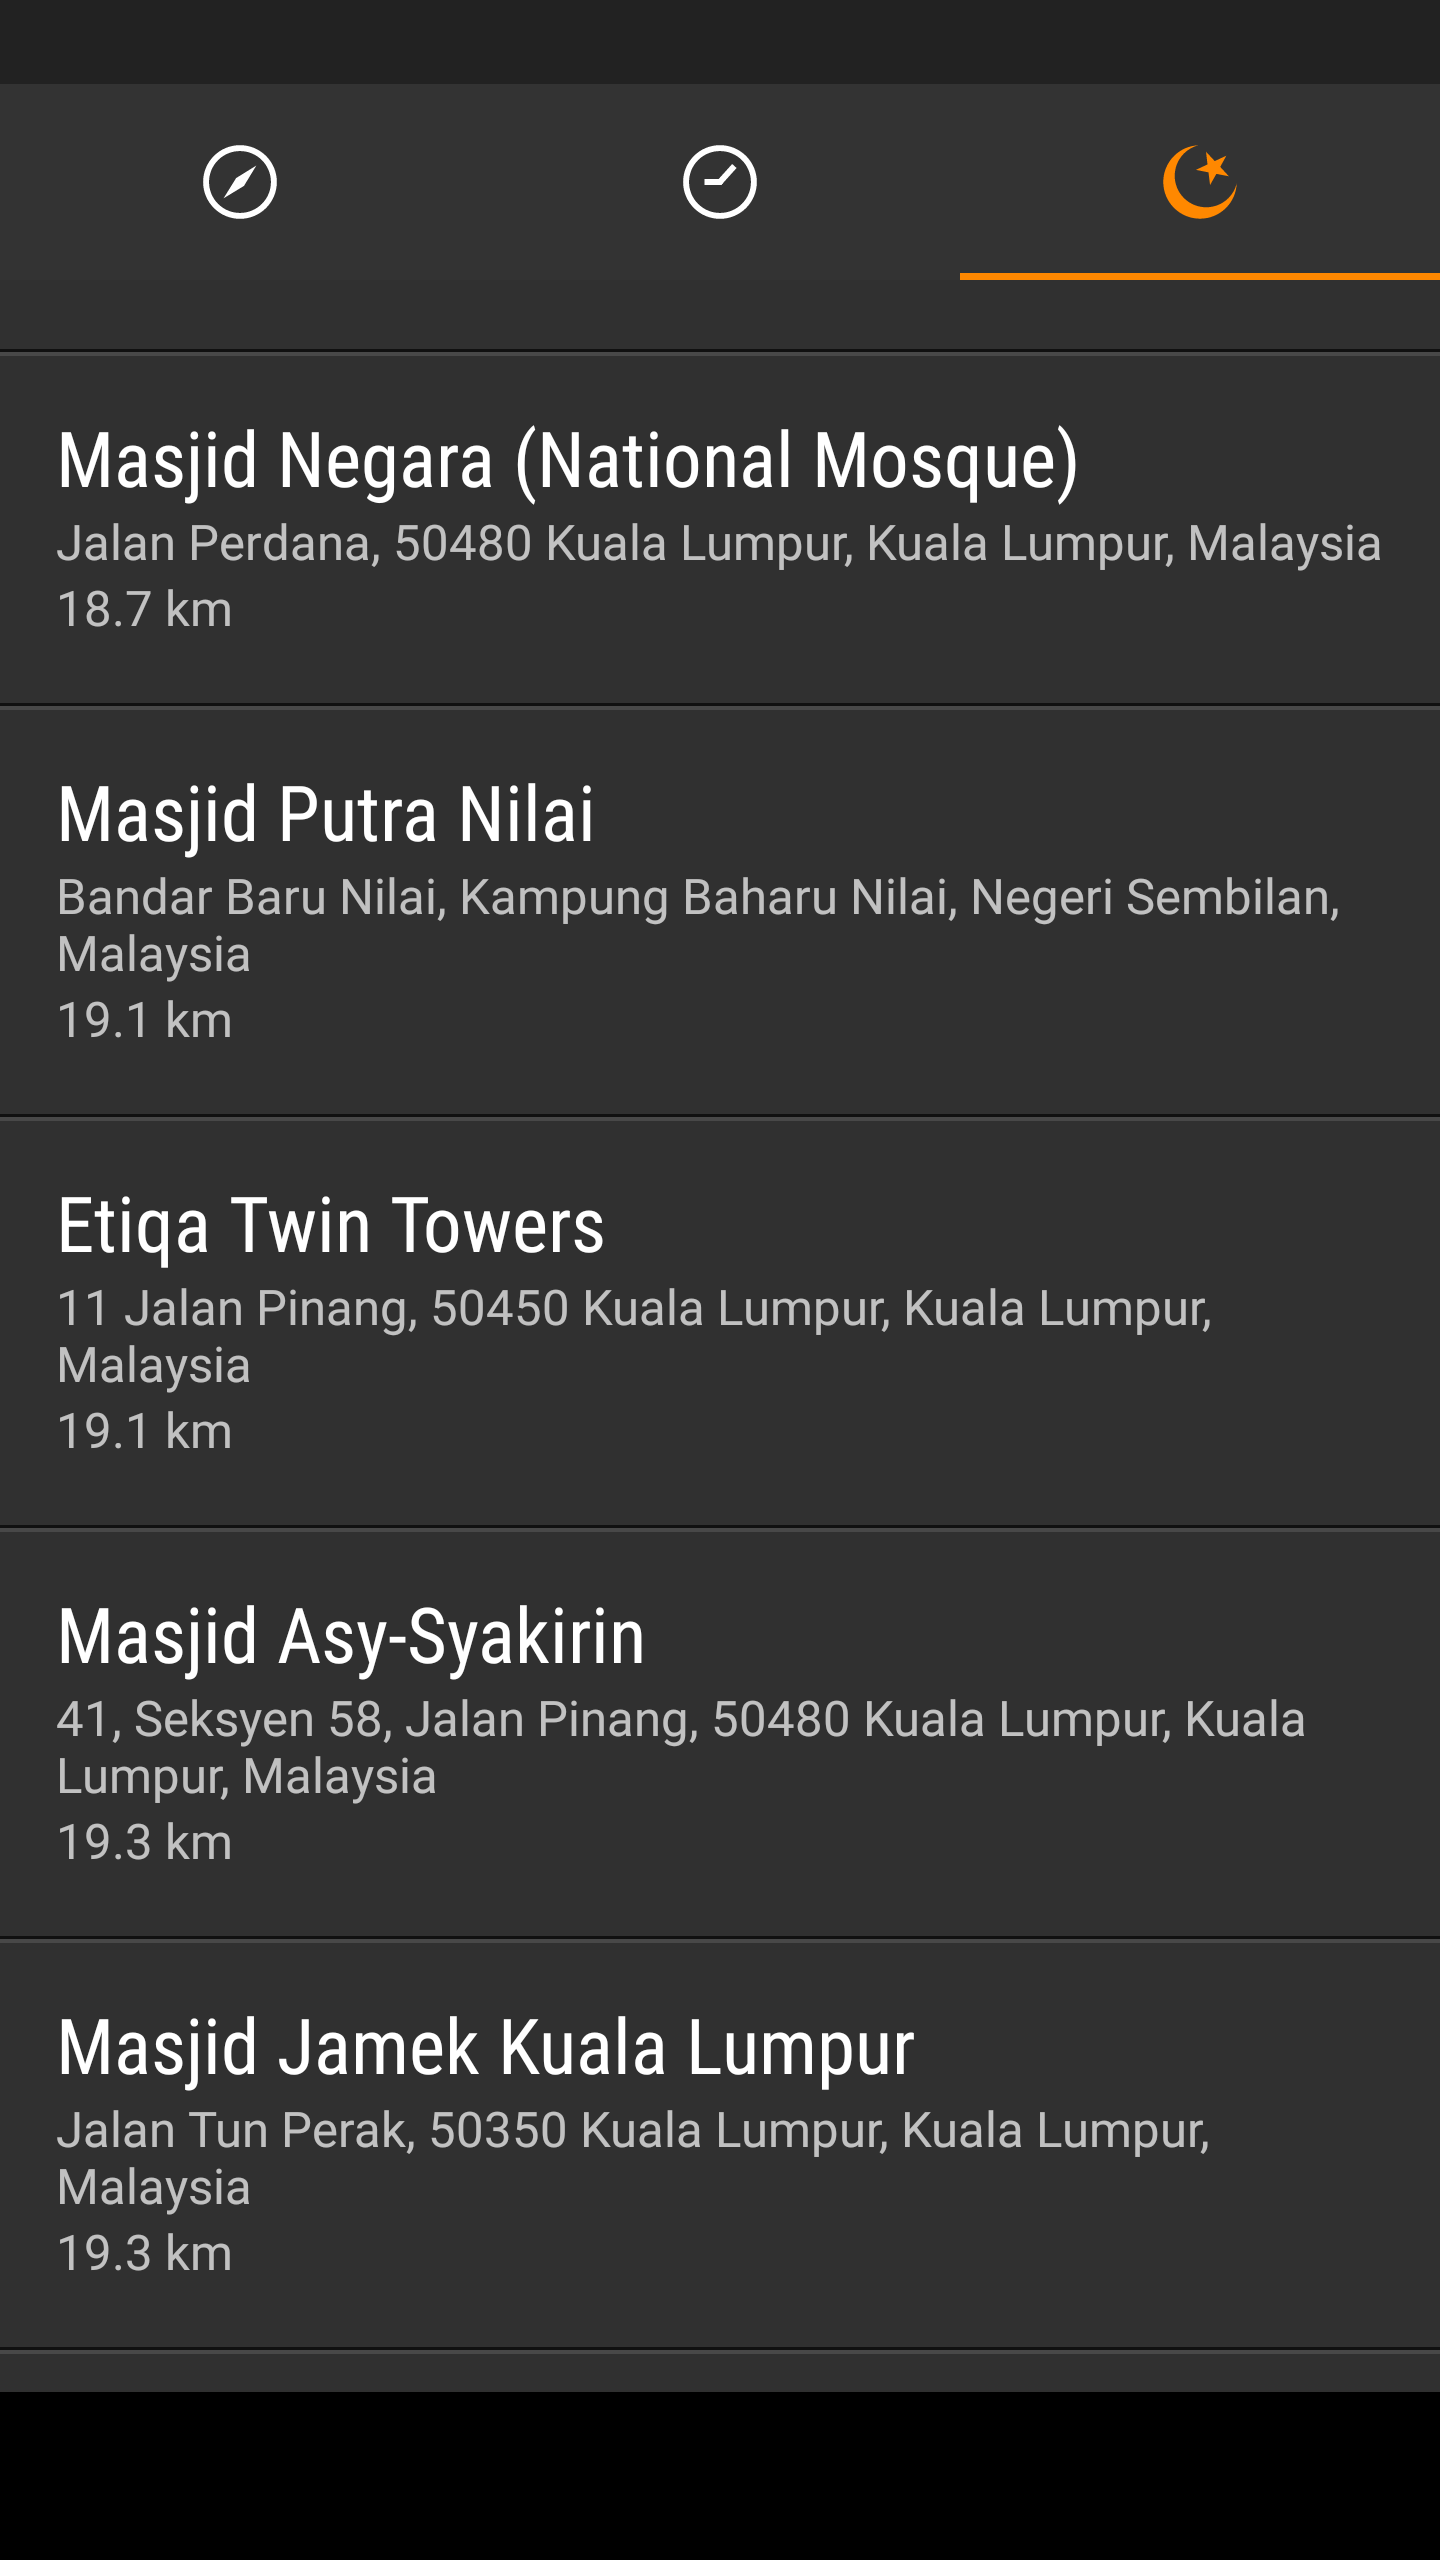 Masjid Negara (National Mosque)
Jalan Perdana, 50480 Kuala Lumpur, Kuala Lumpur, Malaysia
18.7 km
Masjid Putra Nilai
Bandar Baru Nilai, Kampung Baharu Nilai, Negeri Sembilan,
Malaysia
19.1 km
Etiqa Twin Towers
11 Jalan Pinang, 50450 Kuala Lumpur, Kuala Lumpur,
Malaysia
19.1 km
Masjid Asy-Syakirin
41, Seksyen 58, Jalan Pinang, 50480 Kuala Lumpur, Kuala
Lumpur, Malaysia
19.3 km
Masjid Jamek Kuala Lumpur
Jalan Tun Perak, 50350 Kuala Lumpur, Kuala Lumpur,
Malaysia
19.3 km